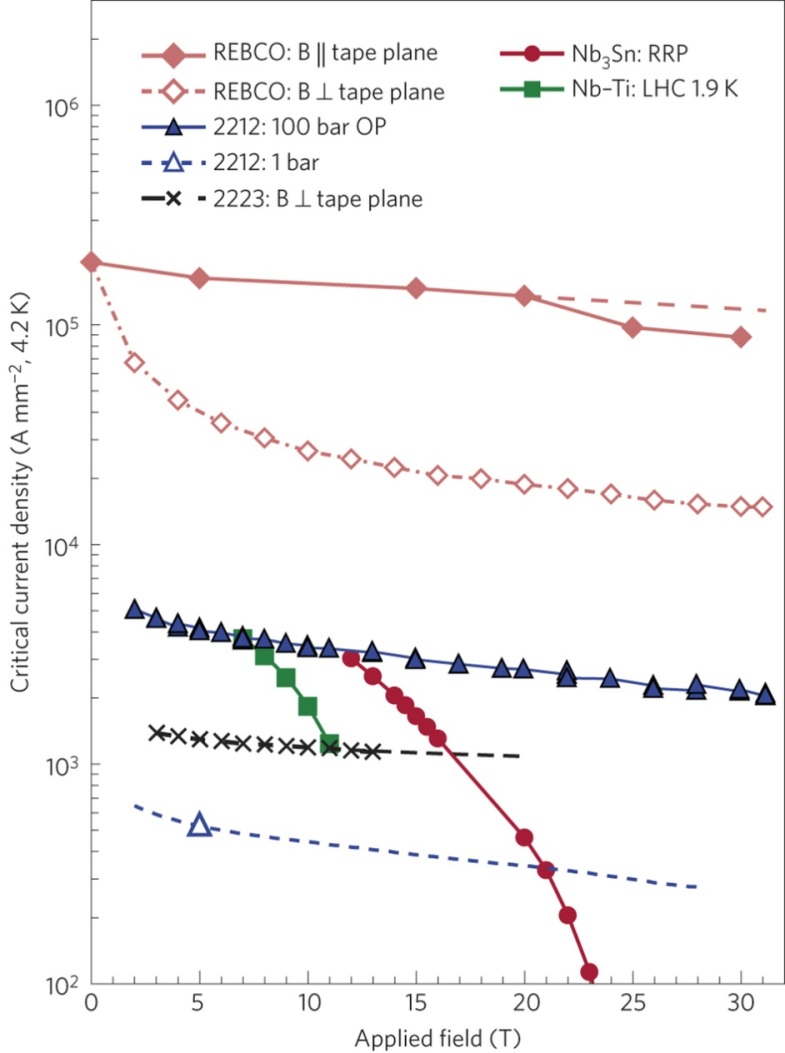 REBCO: B || tape plane
REBCO: B ⊥ tape plane
2212: 100 bar OP
2212: 1 bar
2223: B ⊥ tape plane
Nb₃Sn: RRP
Nb–Ti: LHC 1.9 K
Critical current density (A mm⁻², 4.2 K)
10⁶
10⁵
10⁴
10³
10²
0 5 10 15 20 25 30
Applied field (T)